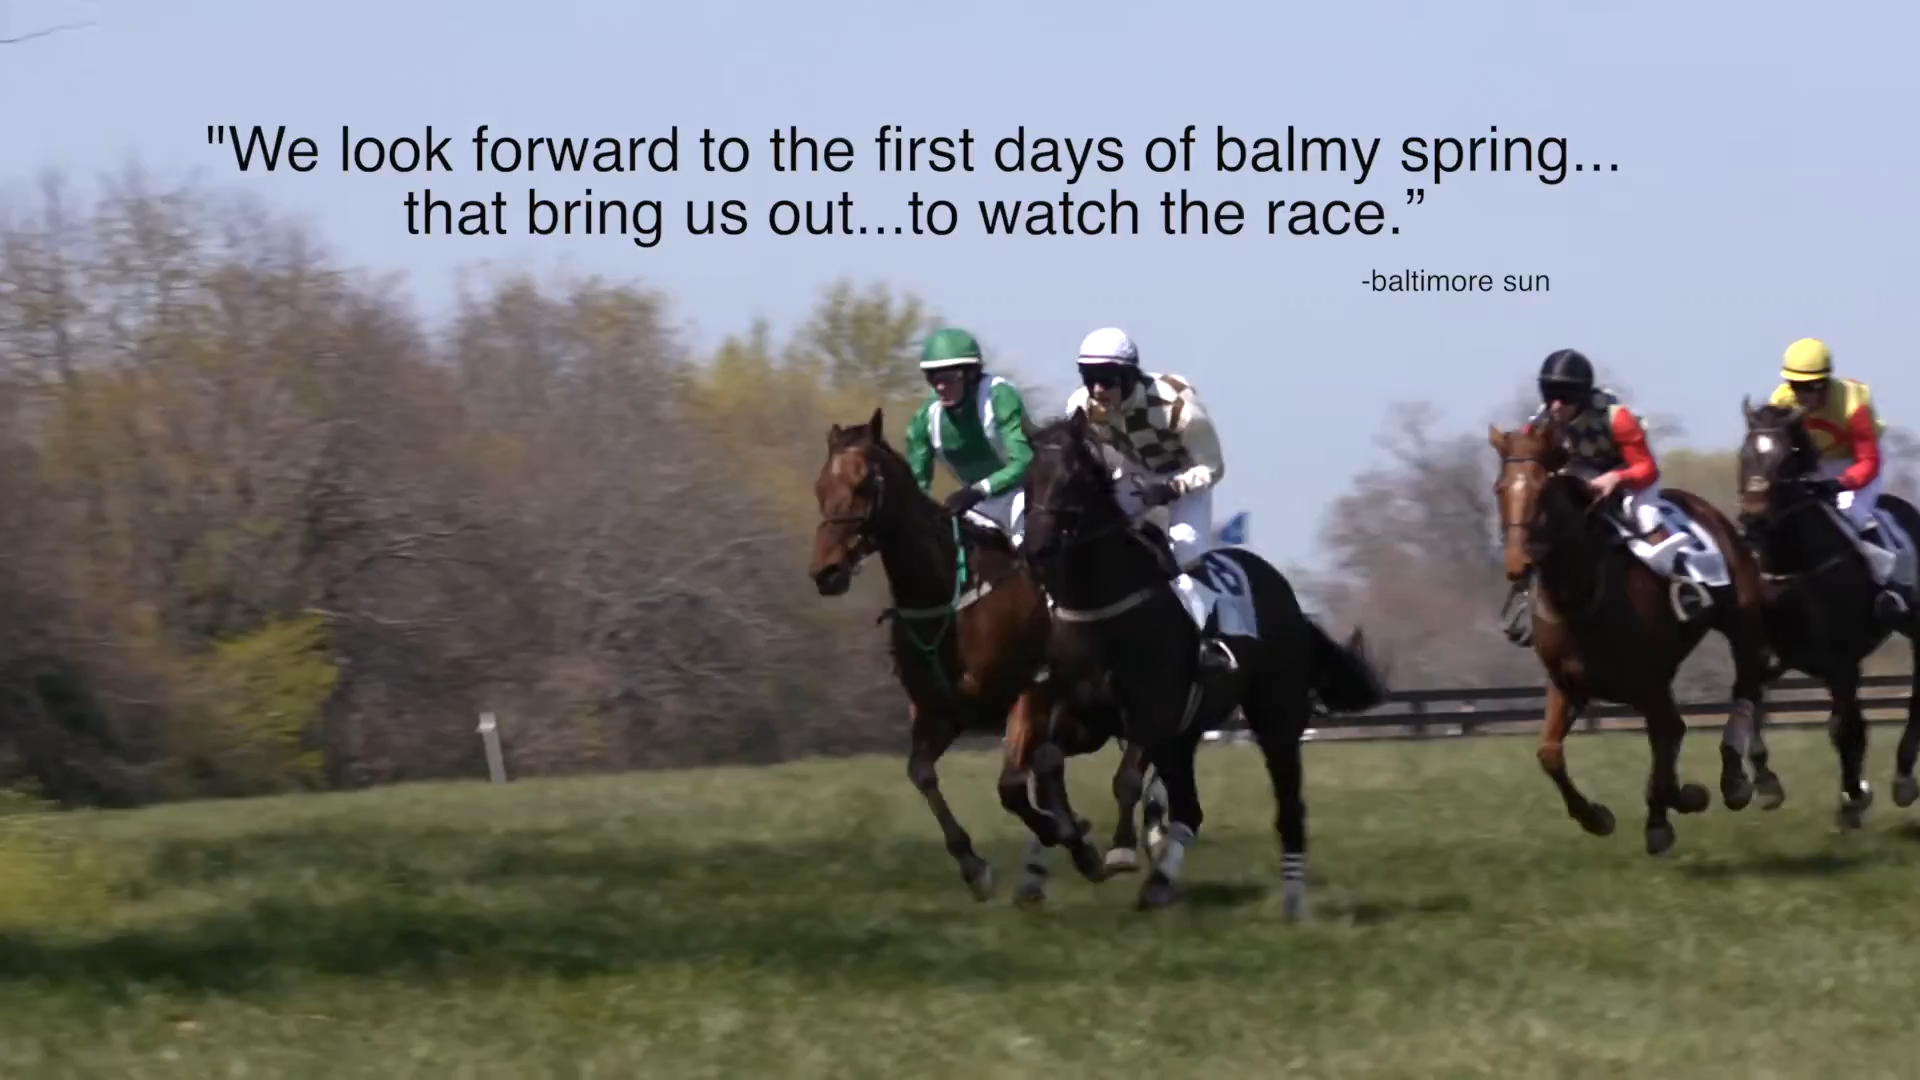 "We look forward to the first days of balmy spring...
that bring us out...to watch the race.”
-baltimore sun